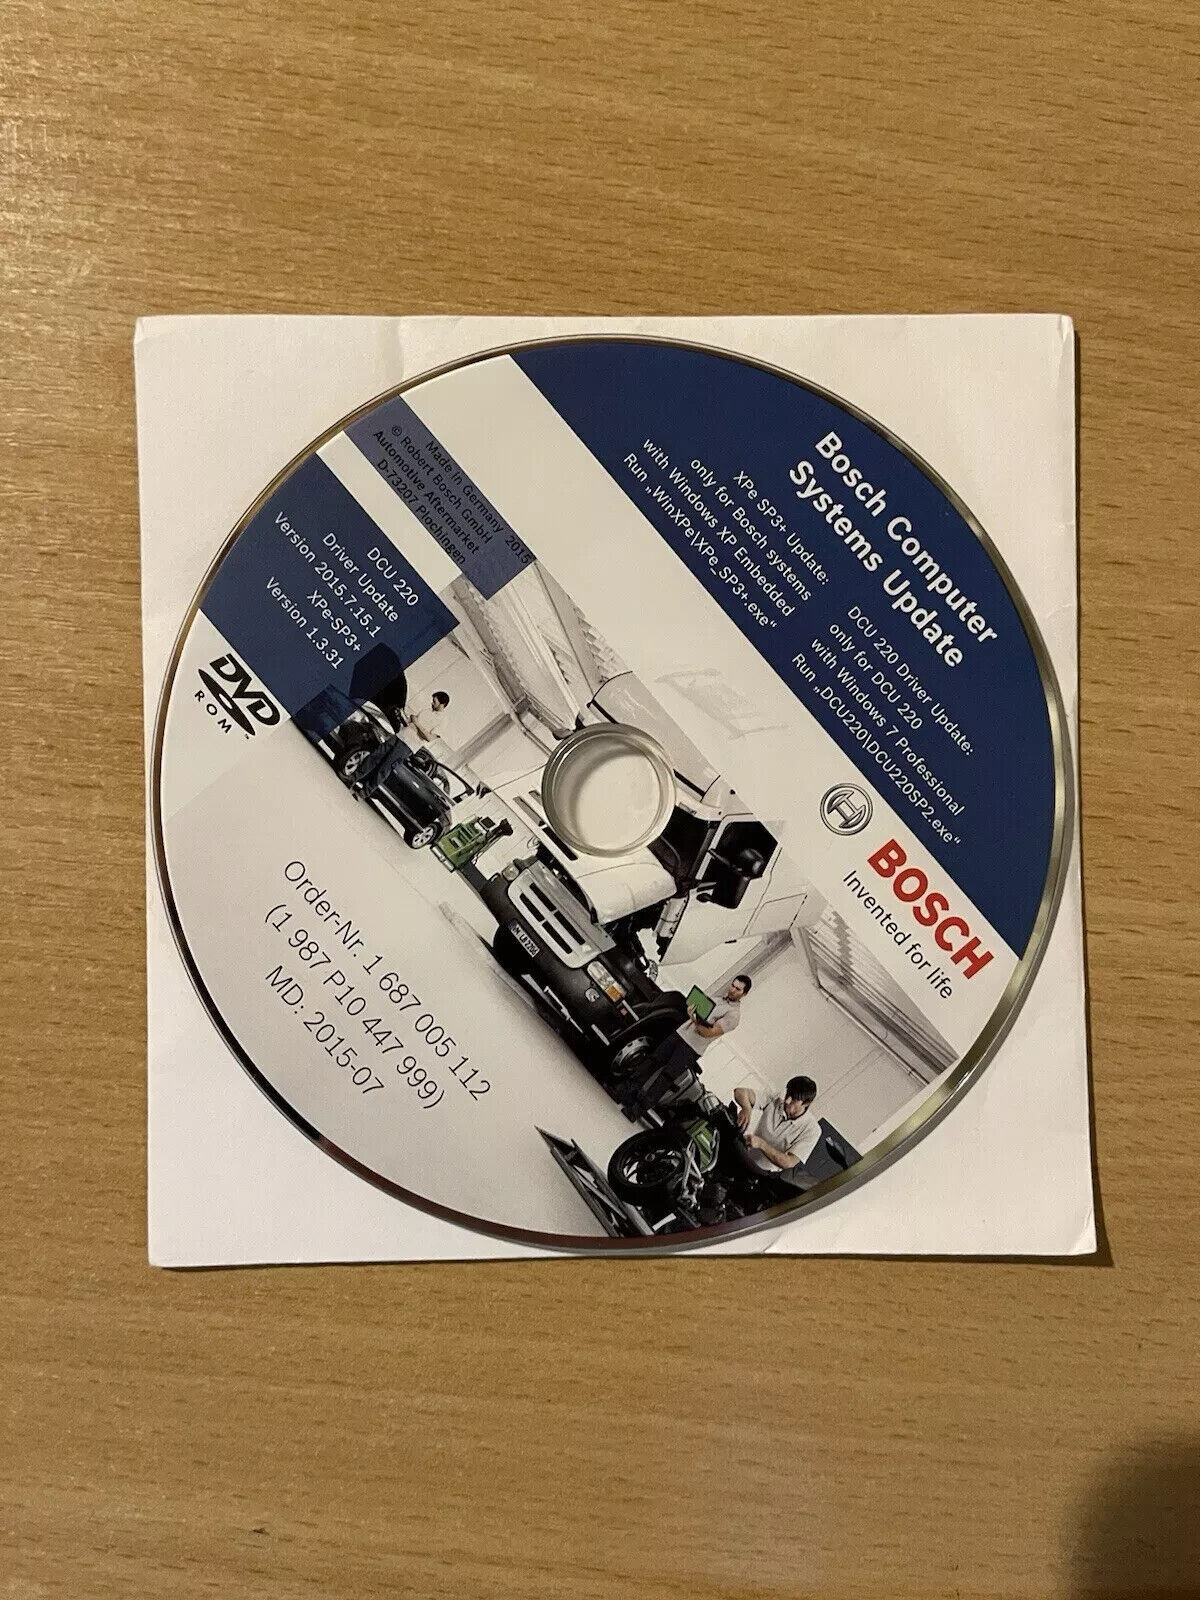 Bosch Computer
Systems Update
XPe SP3+ Update:
only for Bosch systems
with Windows XP Embedded
Run „WinXPe\XPe_SP3+.exe“
DCU 220 Driver Update:
only for DCU 220
with Windows 7 Professional
Run „DCU220\DCU220SP2.exe“
BOSCH
Invented for life
Made in Germany 2015
© Robert Bosch GmbH
Automotive Aftermarket
D-73207 Plochingen
DCU 220
Driver Update
Version 2015.7.15.1
XPe-SP3+
Version 1.3.31
DVD
ROM™
Order-Nr. 1 687 005 112
(1 987 P10 447 999)
MD: 2015-07